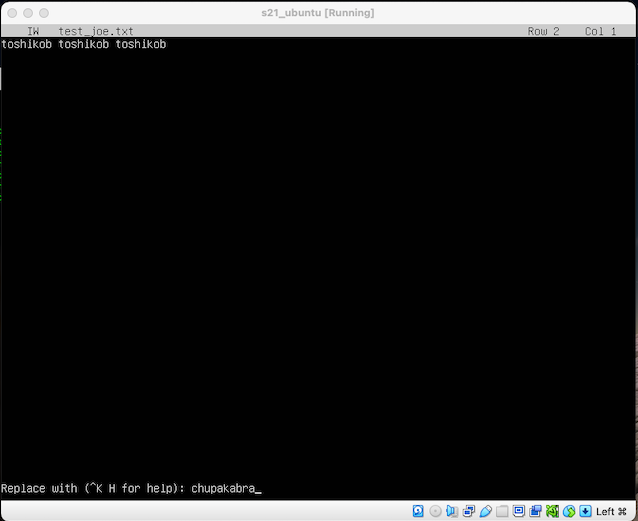 s21_ubuntu [Running]
IW test_joe.txt Row 2 Col 1
toshikob toshikob toshikob
Replace with (^K H for help): chupakabra_
Left ⌘